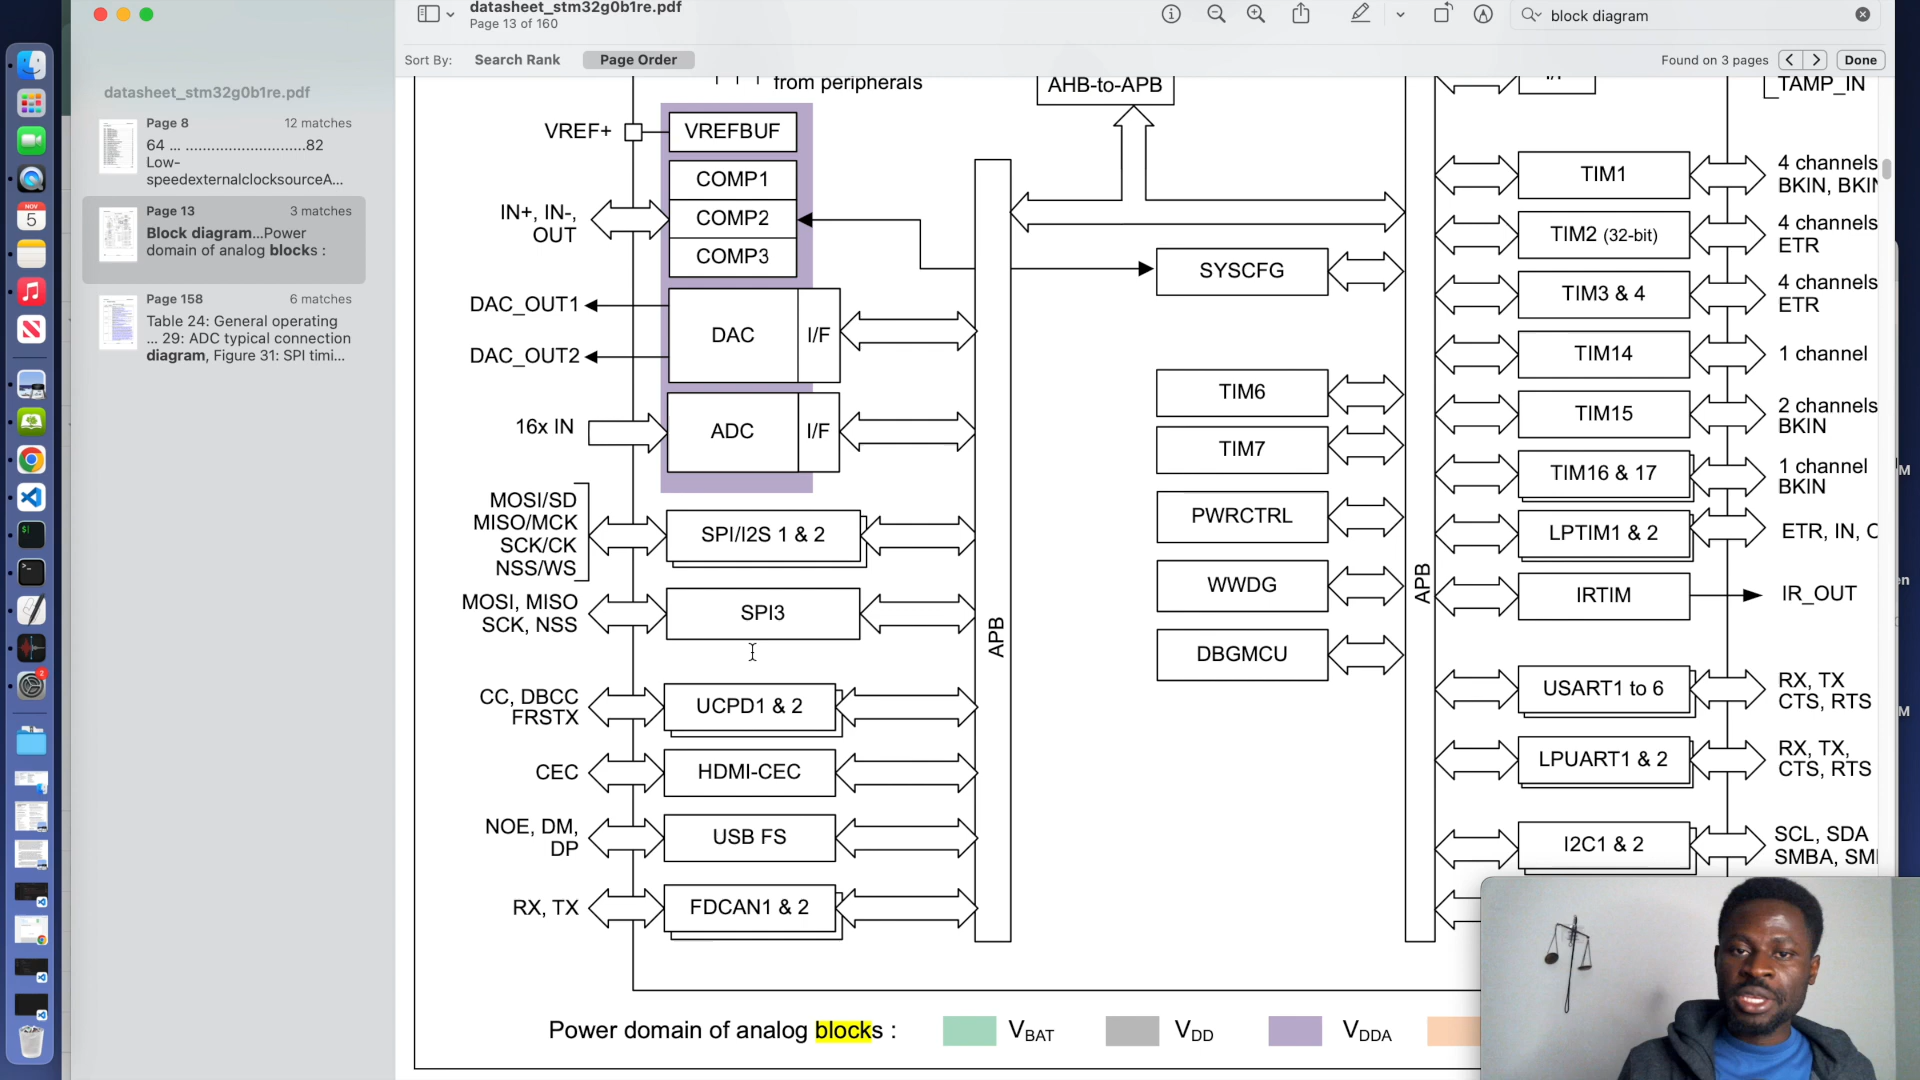 datasheet_stm32g0b1re.pdf
Page 13 of 160
block diagram
Sort By:
Search Rank
Page Order
Found on 3 pages
Done
datasheet_stm32g0b1re.pdf
Page 8
12 matches
64 ... ............................82
Low-
speedexternalclocksourceA...
Page 13
3 matches
Block diagram...Power
domain of analog blocks :
Page 158
6 matches
Table 24: General operating
... 29: ADC typical connection
diagram, Figure 31: SPI timi...
NOV
5
2
from peripherals
AHB-to-APB
TAMP_IN
VREF+
VREFBUF
COMP1
IN+, IN-,
OUT
COMP2
COMP3
DAC_OUT1
DAC
I/F
DAC_OUT2
16x IN
ADC
I/F
MOSI/SD
MISO/MCK
SCK/CK
NSS/WS
SPI/I2S 1 & 2
MOSI, MISO
SCK, NSS
SPI3
CC, DBCC
FRSTX
UCPD1 & 2
CEC
HDMI-CEC
NOE, DM,
DP
USB FS
RX, TX
FDCAN1 & 2
APB
SYSCFG
TIM6
TIM7
PWRCTRL
WWDG
DBGMCU
APB
TIM1
4 channels
BKIN, BKIN
TIM2 (32-bit)
4 channels
ETR
TIM3 & 4
4 channels
ETR
TIM14
1 channel
TIM15
2 channels
BKIN
TIM16 & 17
1 channel
BKIN
LPTIM1 & 2
ETR, IN, O
IRTIM
IR_OUT
USART1 to 6
RX, TX
CTS, RTS
LPUART1 & 2
RX, TX,
CTS, RTS
I2C1 & 2
SCL, SDA
SMBA, SM
Power domain of analog blocks :
VBAT
VDD
VDDA